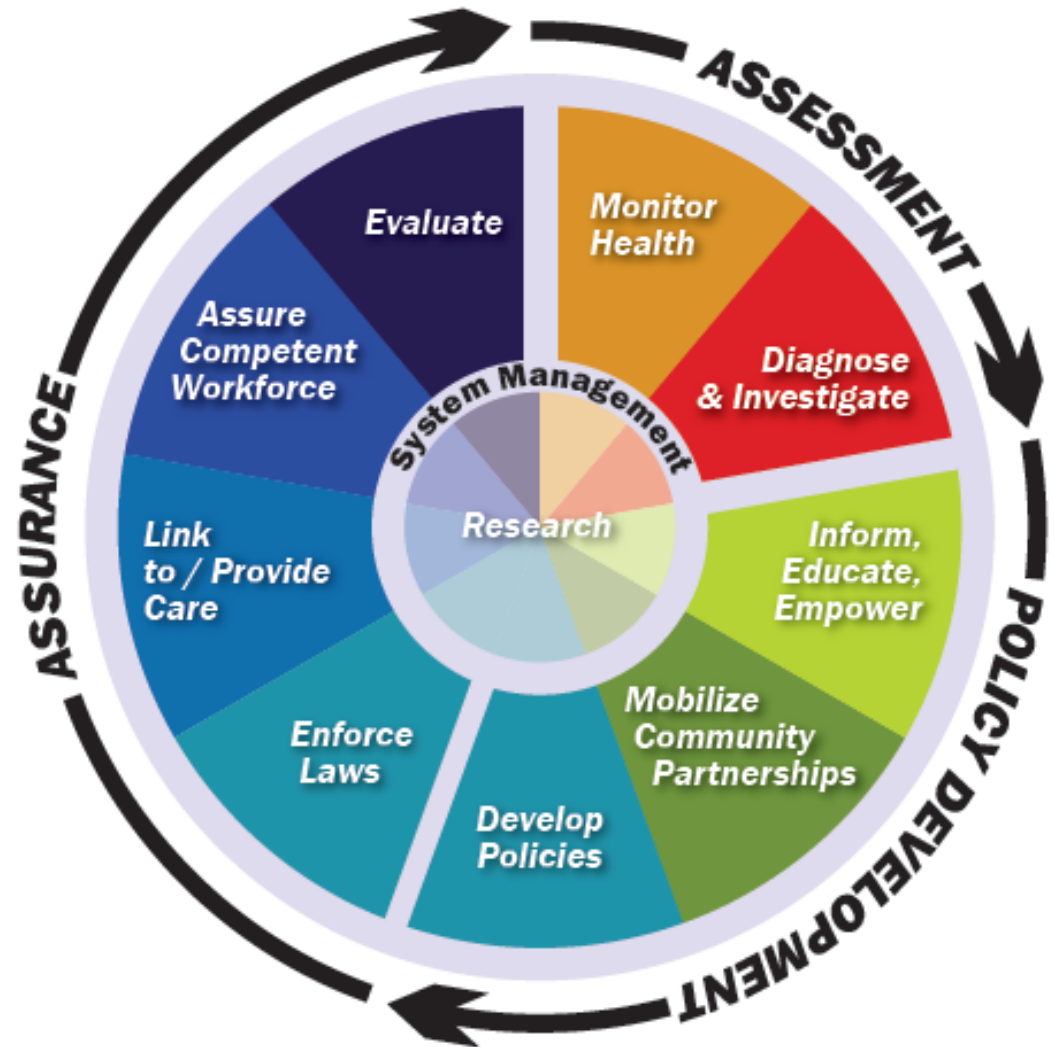 ASSESSMENT
Monitor
Health
Diagnose
& Investigate
POLICY DEVELOPMENT
Inform,
Educate,
Empower
Mobilize
Community
Partnerships
Develop
Policies
ASSURANCE
Enforce
Laws
Link
to / Provide
Care
Assure
Competent
Workforce
Evaluate
System Management
Research